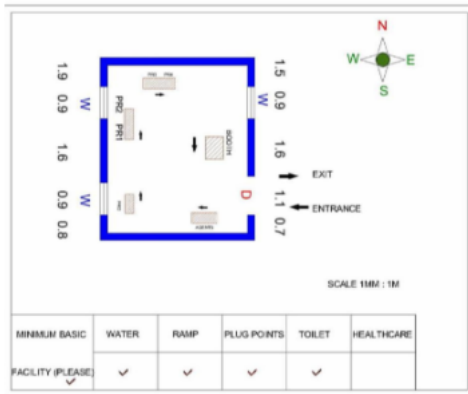 N
W E
S
1.9 0.9 1.6 0.9 0.8
W
W
PR2 PR1
BOOTH
W
D
1.5 0.9 1.6 1.1 0.7
EXIT
ENTRANCE
SCALE 1MM : 1M
MINIMUM BASIC WATER RAMP PLUG POINTS TOILET HEALTHCARE
FACILITY (PLEASE)